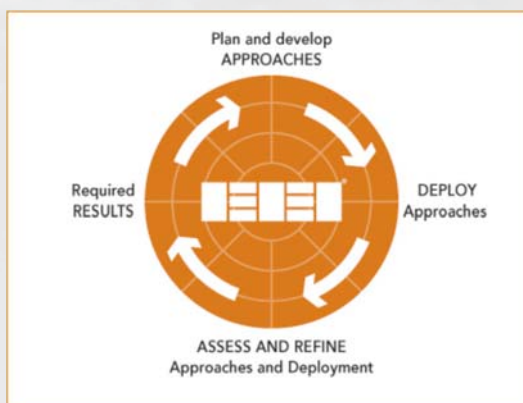 Plan and develop
APPROACHES
Required
RESULTS
DEPLOY
Approaches
ASSESS AND REFINE
Approaches and Deployment